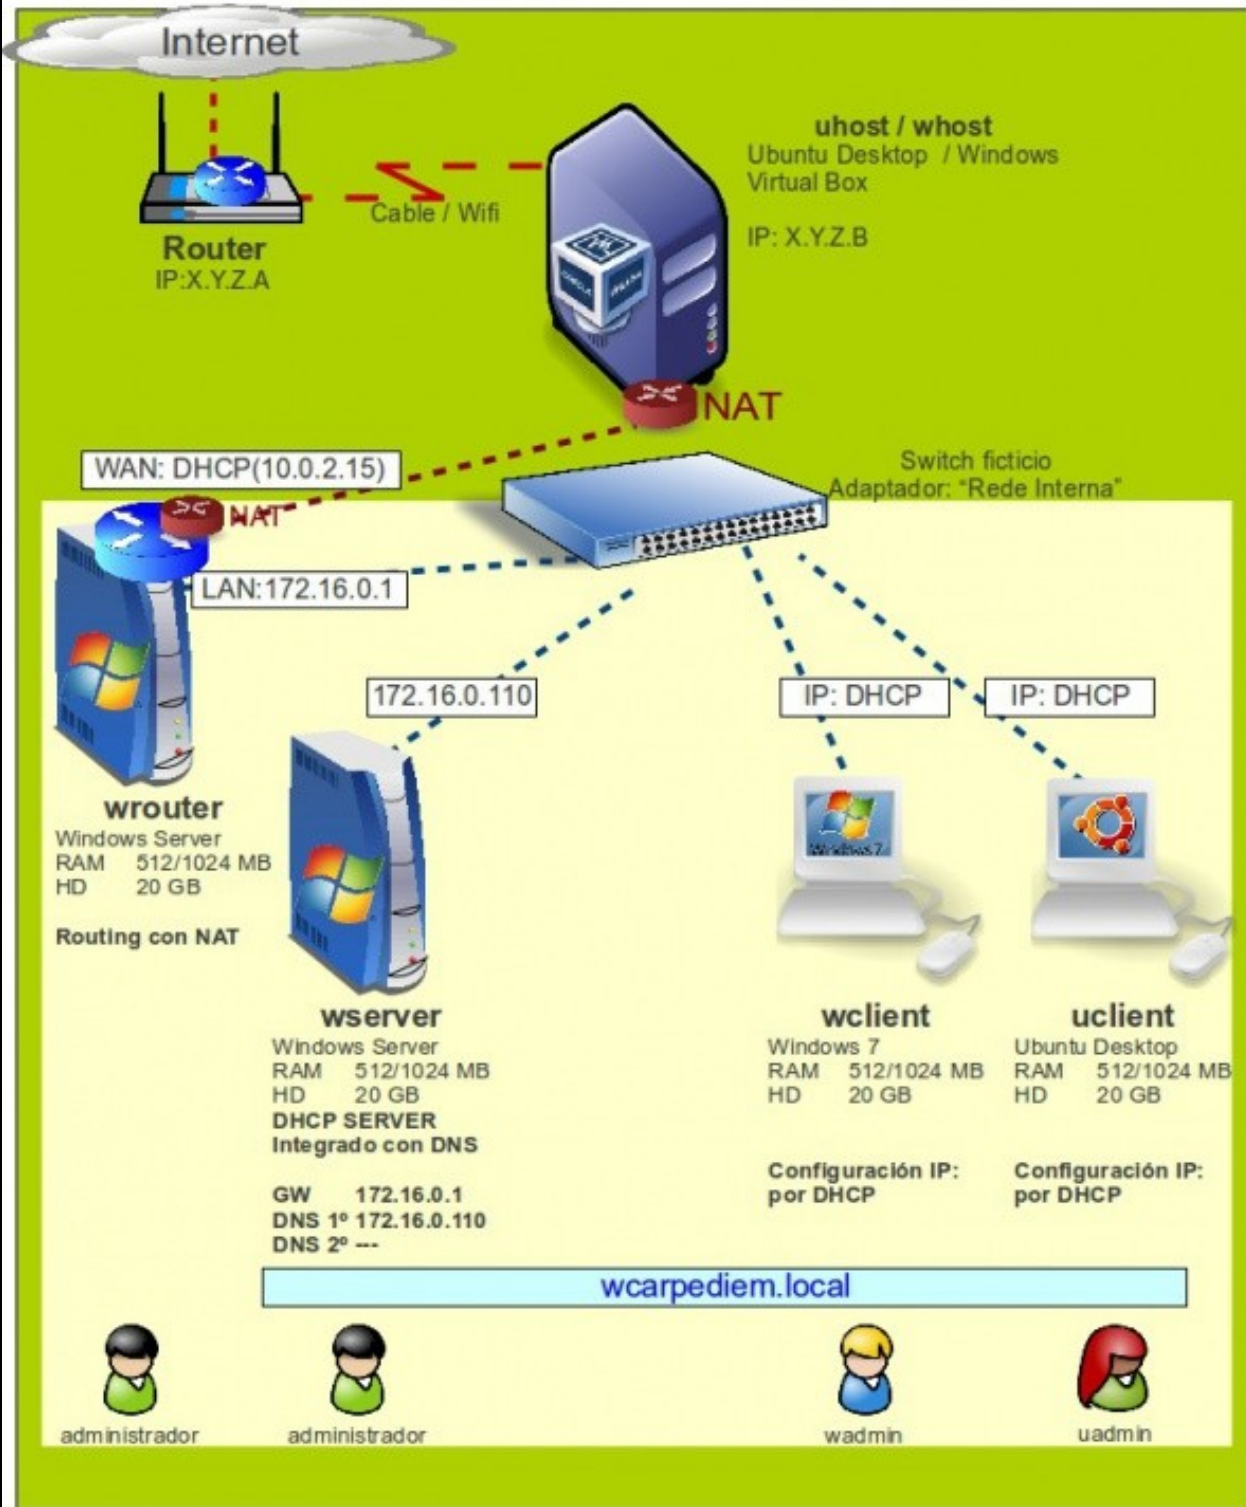 Internet
uhost / whost
Ubuntu Desktop / Windows
Virtual Box
IP: X.Y.Z.B
Cable / Wifi
Router
IP:X.Y.Z.A
NAT
WAN: DHCP(10.0.2.15)
Switch ficticio
Adaptador: “Rede Interna”
NAT
LAN:172.16.0.1
172.16.0.110
IP: DHCP
IP: DHCP
wrouter
Windows Server
RAM 512/1024 MB
HD 20 GB
Routing con NAT
Windows 7
wserver
Windows Server
RAM 512/1024 MB
HD 20 GB
DHCP SERVER
Integrado con DNS
GW 172.16.0.1
DNS 1º 172.16.0.110
DNS 2º ---
wclient
Windows 7
RAM 512/1024 MB
HD 20 GB
Configuración IP:
por DHCP
uclient
Ubuntu Desktop
RAM 512/1024 MB
HD 20 GB
Configuración IP:
por DHCP
wcarpediem.local
administrador
administrador
wadmin
uadmin